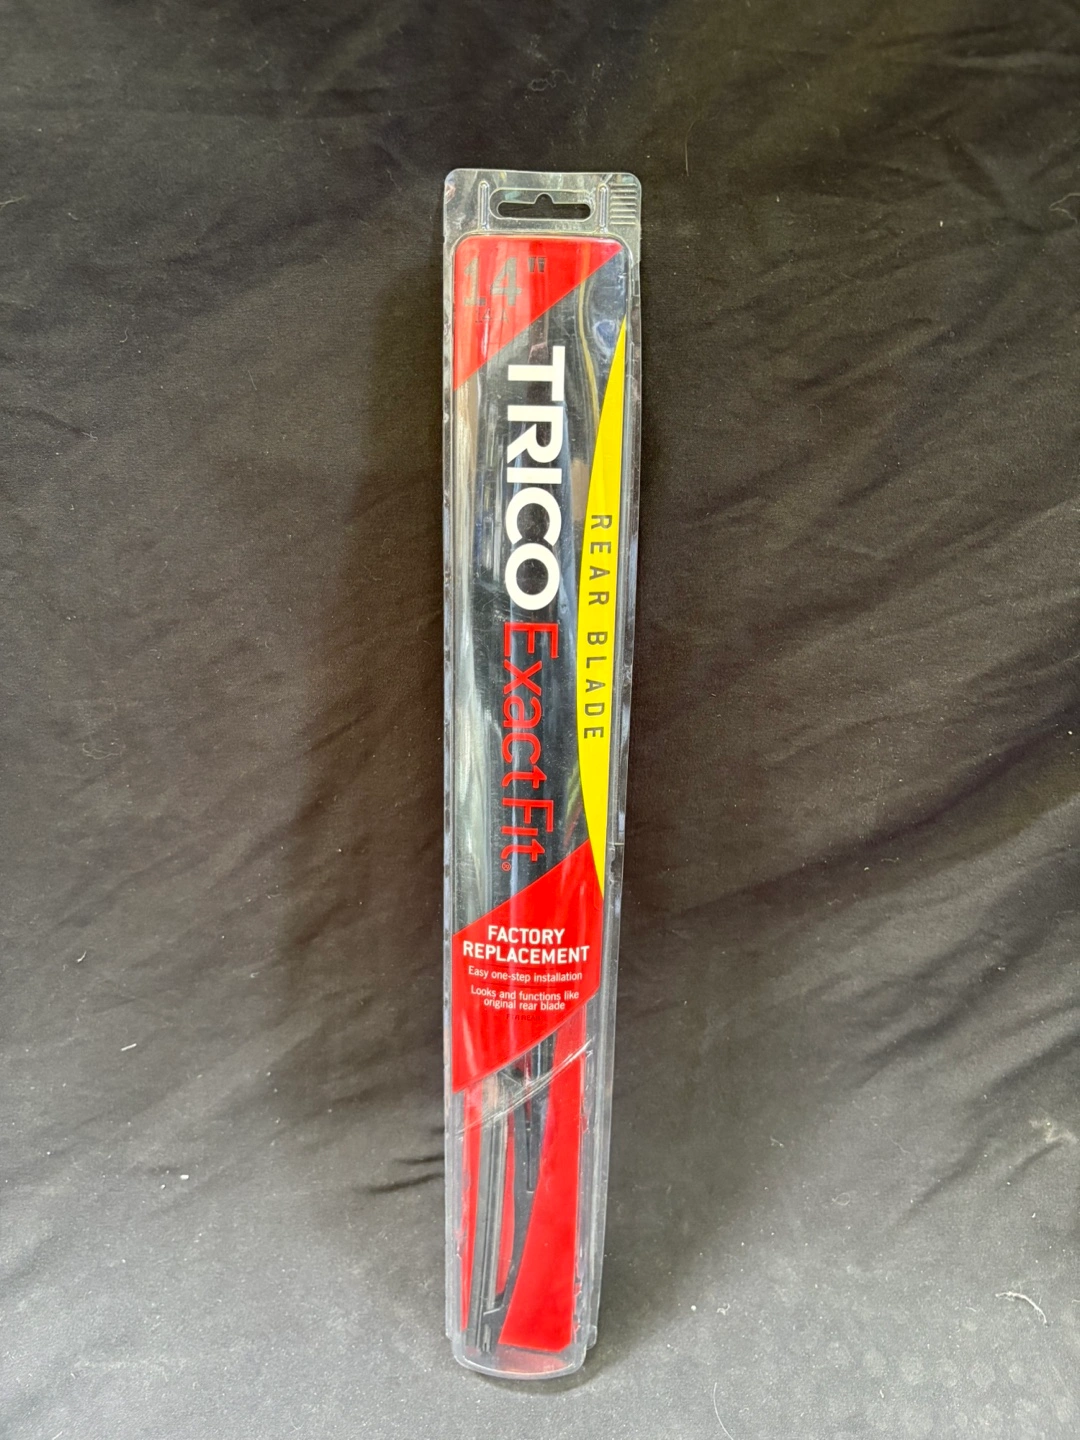 14"
TRICO Exact Fit®
REAR BLADE
FACTORY
REPLACEMENT
Easy one-step installation
Looks and functions like
original rear blade